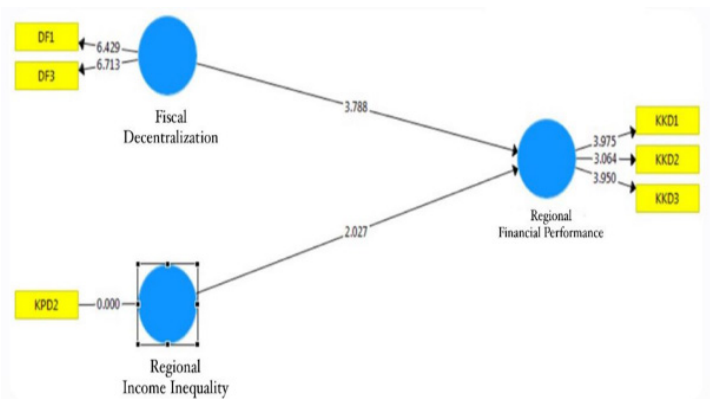 DF1
6.429
DF3
6.713
Fiscal
Decentralization
3.788
KKD1
3.975
3.064
KKD2
3.950
KKD3
Regional
Financial Performance
2.027
KPD2
0.000
Regional
Income Inequality